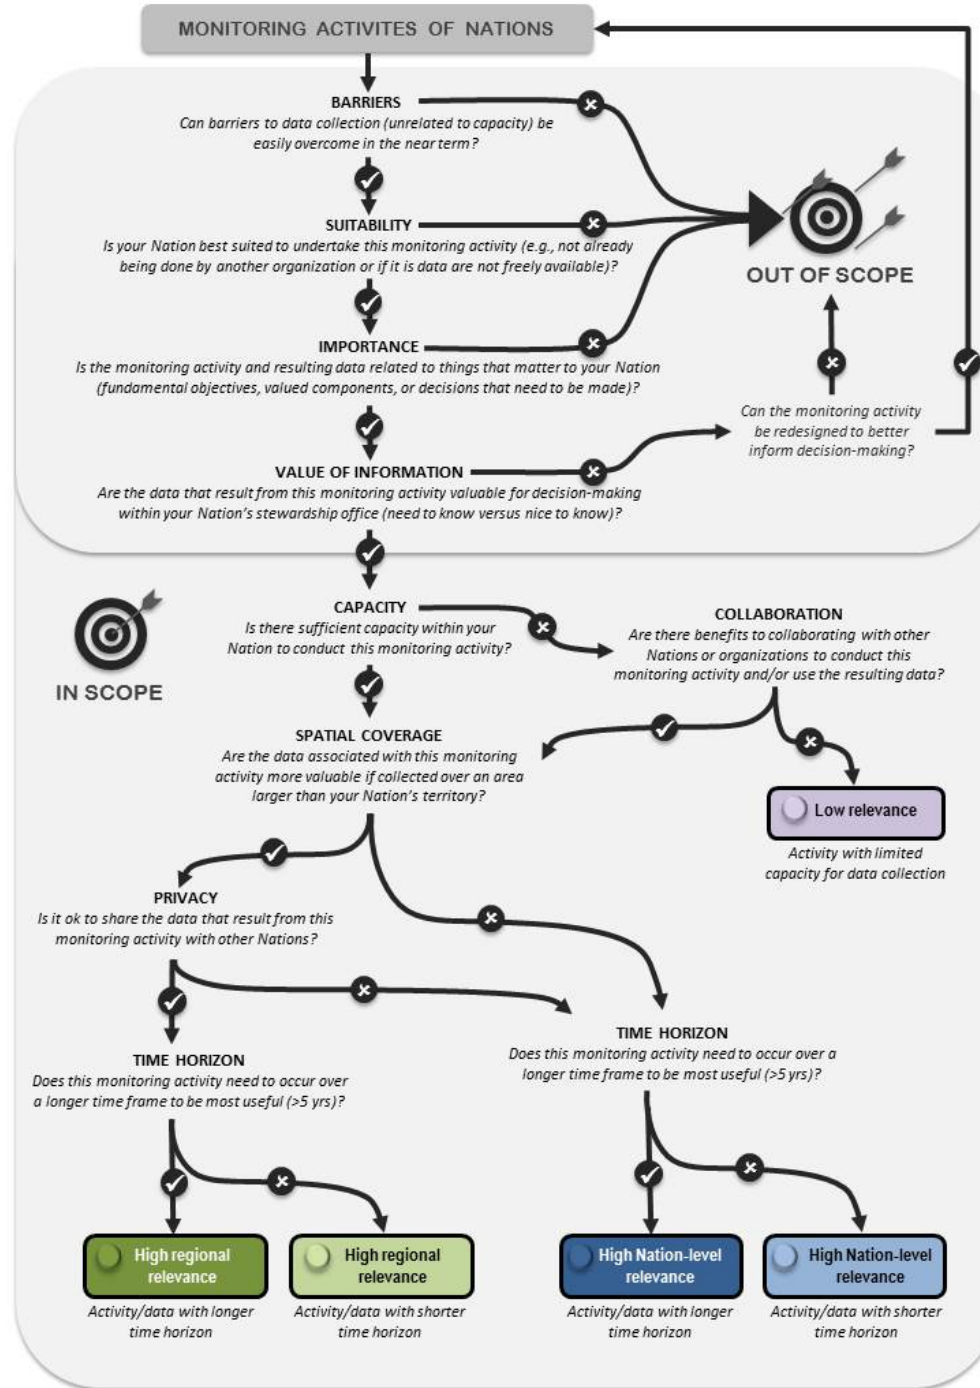 MONITORING ACTIVITES OF NATIONS
BARRIERS
Can barriers to data collection (unrelated to capacity) be
easily overcome in the near term?
SUITABILITY
Is your Nation best suited to undertake this monitoring activity (e.g., not already
being done by another organization or if it is data are not freely available)?
OUT OF SCOPE
IMPORTANCE
Is the monitoring activity and resulting data related to things that matter to your Nation
(fundamental objectives, valued components, or decisions that need to be made)?
Can the monitoring activity
be redesigned to better
inform decision-making?
VALUE OF INFORMATION
Are the data that result from this monitoring activity valuable for decision-making
within your Nation's stewardship office (need to know versus nice to know)?
IN SCOPE
CAPACITY
Is there sufficient capacity within your
Nation to conduct this monitoring activity?
COLLABORATION
Are there benefits to collaborating with other
Nations or organizations to conduct this
monitoring activity and/or use the resulting data?
SPATIAL COVERAGE
Are the data associated with this monitoring
activity more valuable if collected over an area
larger than your Nation's territory?
Low relevance
Activity with limited
capacity for data collection
PRIVACY
Is it ok to share the data that result from this
monitoring activity with other Nations?
TIME HORIZON
Does this monitoring activity need to occur over
a longer time frame to be most useful (>5 yrs)?
TIME HORIZON
Does this monitoring activity need to occur over a
longer time frame to be most useful (>5 yrs)?
High regional
relevance
Activity/data with longer
time horizon
High regional
relevance
Activity/data with shorter
time horizon
High Nation-level
relevance
Activity/data with longer
time horizon
High Nation-level
relevance
Activity/data with shorter
time horizon